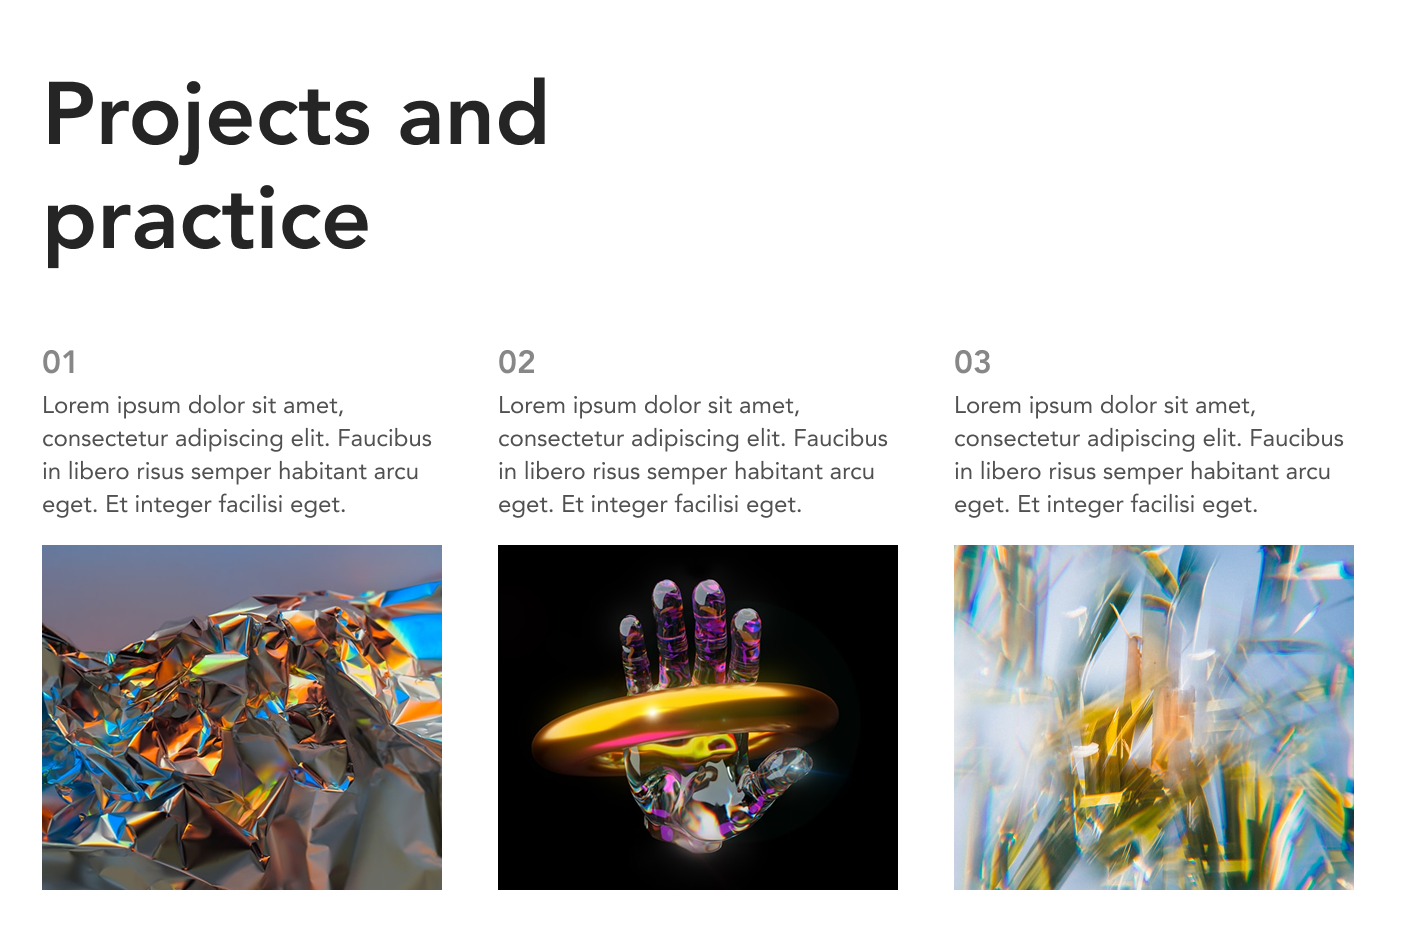 Projects and
practice
01
Lorem ipsum dolor sit amet,
consectetur adipiscing elit. Faucibus
in libero risus semper habitant arcu
eget. Et integer facilisi eget.
02
Lorem ipsum dolor sit amet,
consectetur adipiscing elit. Faucibus
in libero risus semper habitant arcu
eget. Et integer facilisi eget.
03
Lorem ipsum dolor sit amet,
consectetur adipiscing elit. Faucibus
in libero risus semper habitant arcu
eget. Et integer facilisi eget.